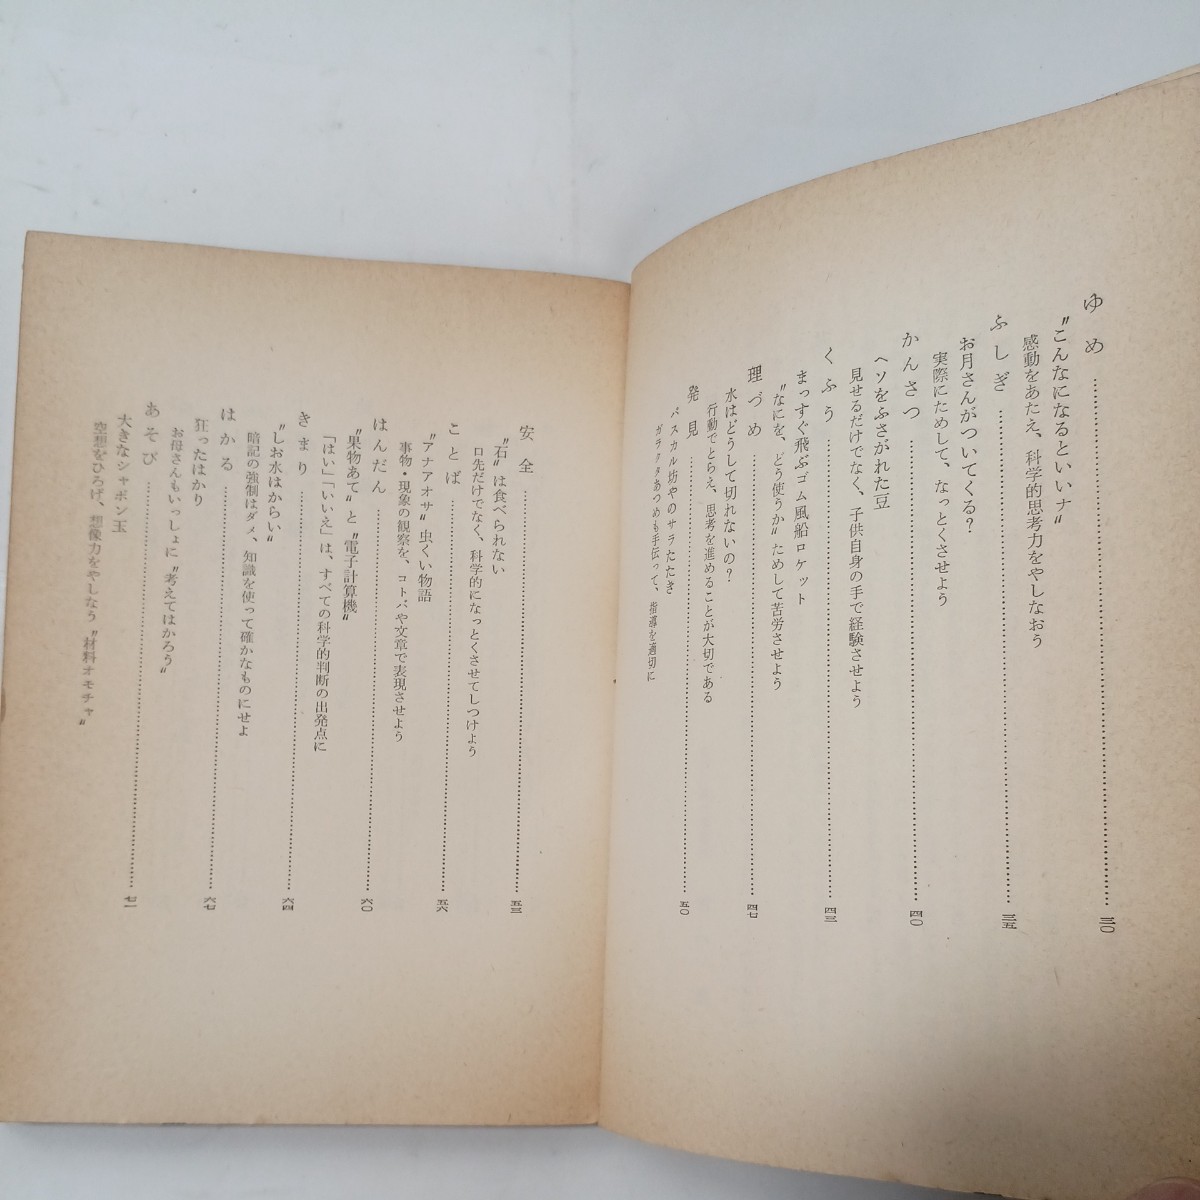 ゆめ……三〇
〝こんなになるといいナ〟
感動をあたえ、科学的思考力をやしなおう
ふしぎ……三五
お月さんがついてくる？
実際にためして、なっとくさせよう
かんさつ……四〇
ヘソをふさがれた豆
見せるだけでなく、子供自身の手で経験させよう
くふう……四三
まっすぐ飛ぶゴム風船ロケット
〝なにを、どう使うか〟ためして苦労させよう
理づめ……四七
水はどうして切れないの？
行動でとらえ、思考を進めることが大切である
発見……五〇
パスカル坊やのサラたたき
ガラクタあつめも手伝って、指導を適切に
安全……五三
〝石〟は食べられない
口先だけでなく、科学的になっとくさせてしつけよう
ことば……五六
〝アナアオサ〟虫くい物語
事物・現象の観察を、コトバや文章で表現させよう
はんだん……六〇
〝果物あて〟と〝電子計算機〟
「はい」「いいえ」は、すべての科学的判断の出発点に
きまり……六四
〝しお水はからい〟
暗記の強制はダメ、知識を使って確かなものにせよ
はかる……六七
狂ったはかり
お母さんもいっしょに〝考えてはかろう〟
あそび……七一
大きなシャボン玉
空想をひろげ、想像力をやしなう〝材料オモチャ〟